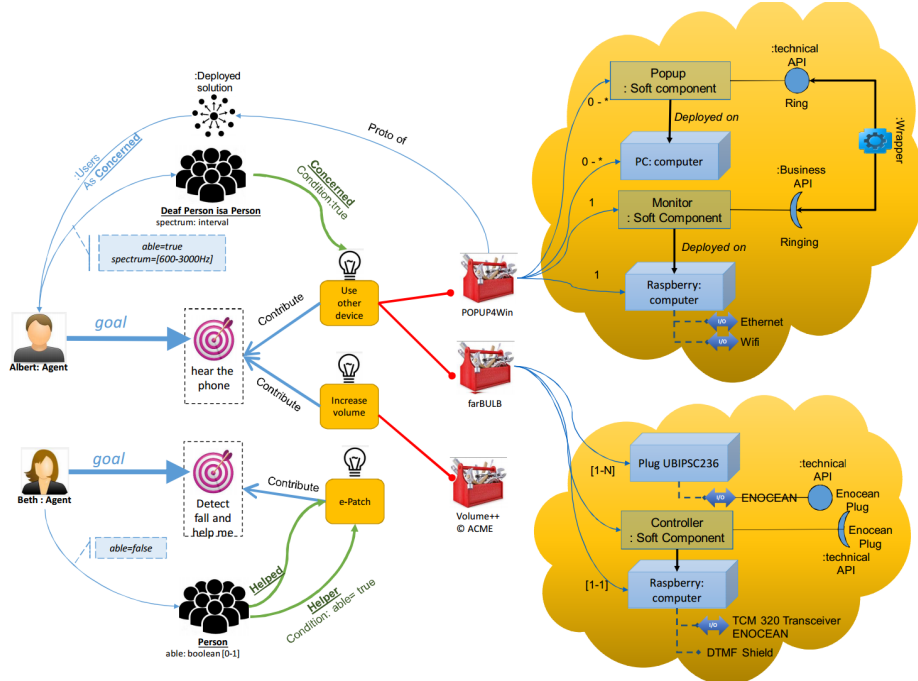 :Deployed
solution
:Users
As Concerned
Proto of
Deaf Person isa Person
spectrum: interval
Concerned
Condition:true
able=true
spectrum=[600-3000Hz]
Albert: Agent
goal
hear the
phone
Contribute
Use
other
device
Contribute
Increase
volume
POPUP4Win
farBULB
Volume++
© ACME
Beth : Agent
goal
Detect
fall and
help me
Contribute
e-Patch
able=false
Helped
Helper
Condition: able= true
Person
able: boolean [0-1]
Popup
: Soft component
:technical
API
Ring
0 - *
Deployed on
:Wrapper
0 - *
PC: computer
:Business
API
1
Monitor
: Soft Component
Ringing
Deployed on
1
Raspberry:
computer
I/O
Ethernet
I/O
Wifi
[1-N]
Plug UBIPSC236
:technical
API
I/O
ENOCEAN
Enocean
Plug
Controller
: Soft Component
Enocean
Plug
:technical
API
[1-1]
Raspberry:
computer
I/O
TCM 320 Transceiver
ENOCEAN
DTMF Shield